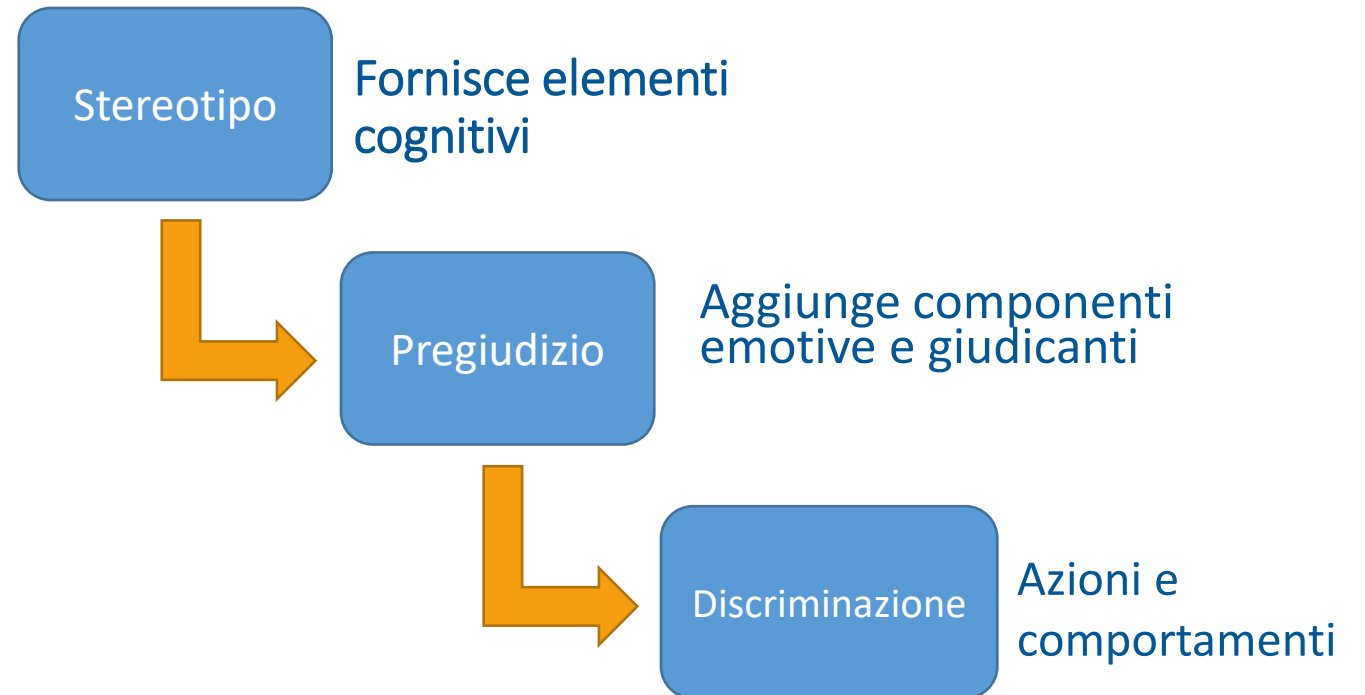 Stereotipo
Fornisce elementi
cognitivi
Pregiudizio
Aggiunge componenti
emotive e giudicanti
Discriminazione
Azioni e
comportamenti